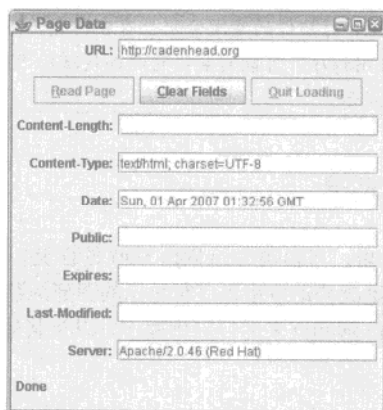 Page Data
URL: http://cadenhead.org
Read Page Clear Fields Quit Loading
Content-Length:
Content-Type: text/html; charset=UTF-8
Date: Sun, 01 Apr 2007 01:32:56 GMT
Public:
Expires:
Last-Modified:
Server: Apache/2.0.46 (Red Hat)
Done